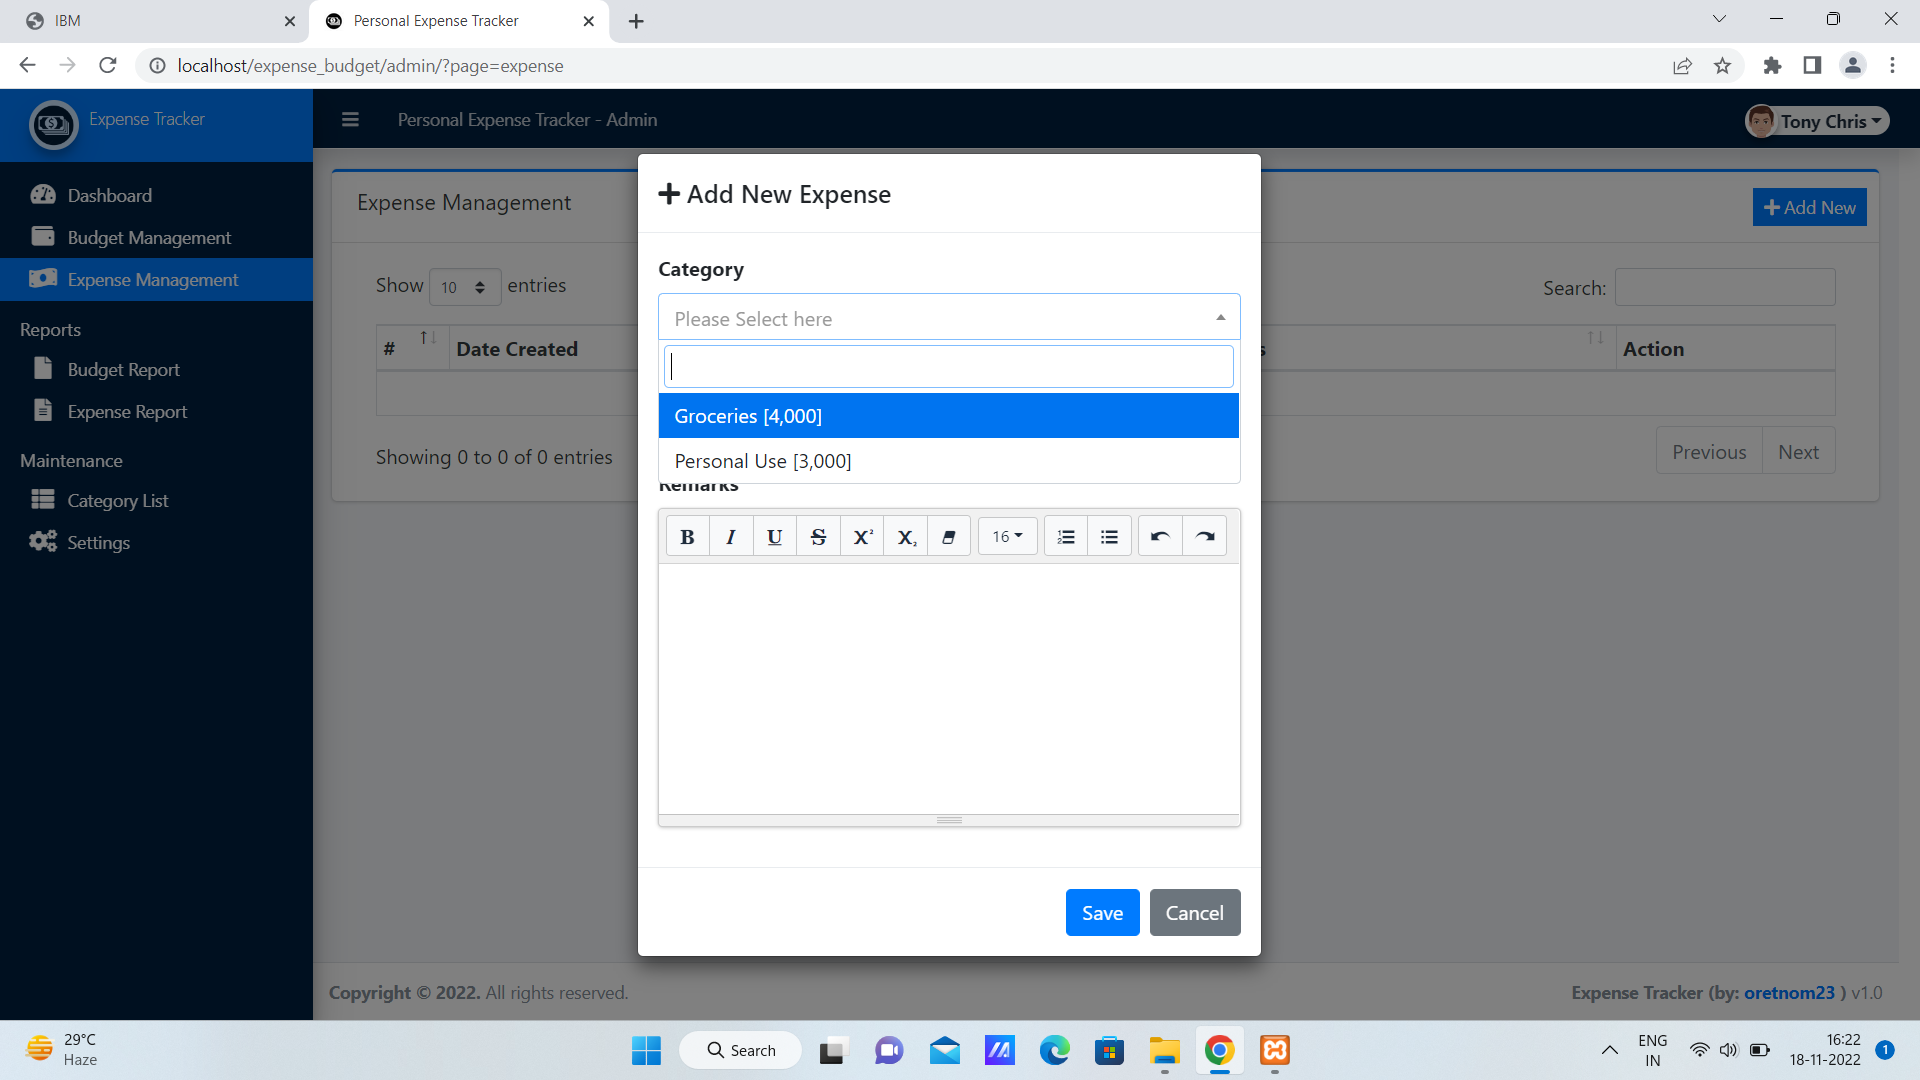 IBM
Personal Expense Tracker
localhost/expense_budget/admin/?page=expense
Expense Tracker
Personal Expense Tracker - Admin
Tony Chris
Dashboard
Budget Management
Expense Management
Reports
Budget Report
Expense Report
Maintenance
Category List
Settings
Expense Management
Add New
Show 10 entries
Search:
# Date Created
s
Action
Showing 0 to 0 of 0 entries
Previous Next
Add New Expense
Category
Please Select here
Groceries [4,000]
Personal Use [3,000]
Remarks
B I U S X² X₂ 16
Save Cancel
Copyright © 2022. All rights reserved.
Expense Tracker (by: oretnom23 ) v1.0
29°C
Haze
Search
ENG
IN
16:22
18-11-2022
1